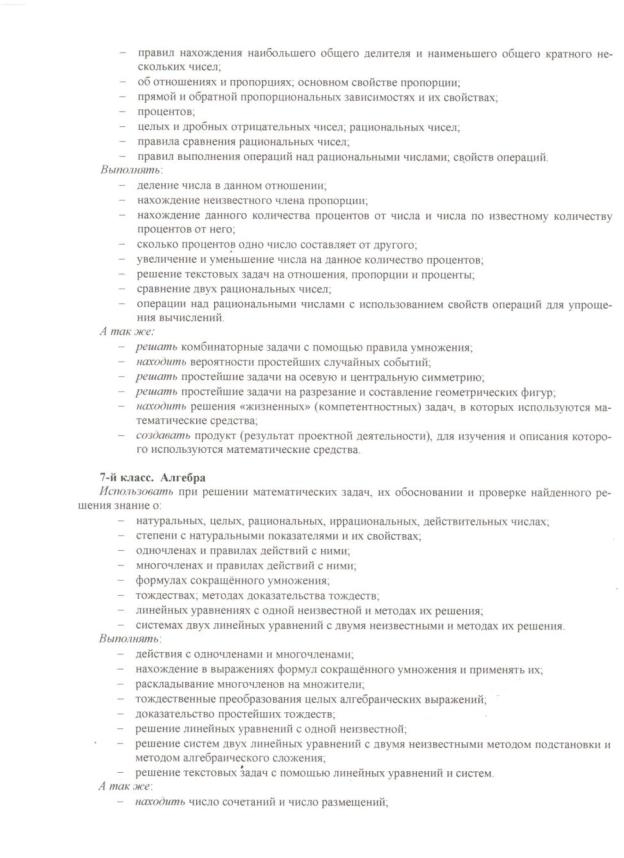 – правил нахождения наибольшего общего делителя и наименьшего общего кратного не-
скольких чисел;
– об отношениях и пропорциях; основном свойстве пропорции;
– прямой и обратной пропорциональных зависимостях и их свойствах;
– процентов;
– целых и дробных отрицательных чисел; рациональных чисел;
– правила сравнения рациональных чисел;
– правил выполнения операций над рациональными числами; свойств операций.
Выполнять:
– деление числа в данном отношении;
– нахождение неизвестного члена пропорции;
– нахождение данного количества процентов от числа и числа по известному количеству
процентов от него;
– сколько процентов одно число составляет от другого;
– увеличение и уменьшение числа на данное количество процентов;
– решение текстовых задач на отношения, пропорции и проценты;
– сравнение двух рациональных чисел;
– операции над рациональными числами с использованием свойств операций для упроще-
ния вычислений.
А так же:
– решать комбинаторные задачи с помощью правила умножения;
– находить вероятности простейших случайных событий;
– решать простейшие задачи на осевую и центральную симметрию;
– решать простейшие задачи на разрезание и составление геометрических фигур;
– находить решения «жизненных» (компетентностных) задач, в которых используются ма-
тематические средства;
– создавать продукт (результат проектной деятельности), для изучения и описания которо-
го используются математические средства.
7-й класс. Алгебра
Использовать при решении математических задач, их обосновании и проверке найденного ре-
шения знание о:
– натуральных, целых, рациональных, иррациональных, действительных числах;
– степени с натуральными показателями и их свойствах;
– одночленах и правилах действий с ними;
– многочленах и правилах действий с ними;
– формулах сокращённого умножения;
– тождествах; методах доказательства тождеств;
– линейных уравнениях с одной неизвестной и методах их решения;
– системах двух линейных уравнений с двумя неизвестными и методах их решения.
Выполнять:
– действия с одночленами и многочленами;
– нахождение в выражениях формул сокращённого умножения и применять их;
– раскладывание многочленов на множители;
– тождественные преобразования целых алгебраических выражений;
– доказательство простейших тождеств;
– решение линейных уравнений с одной неизвестной;
– решение систем двух линейных уравнений с двумя неизвестными методом подстановки и
методом алгебраического сложения;
– решение текстовых задач с помощью линейных уравнений и систем.
А так же:
– находить число сочетаний и число размещений;